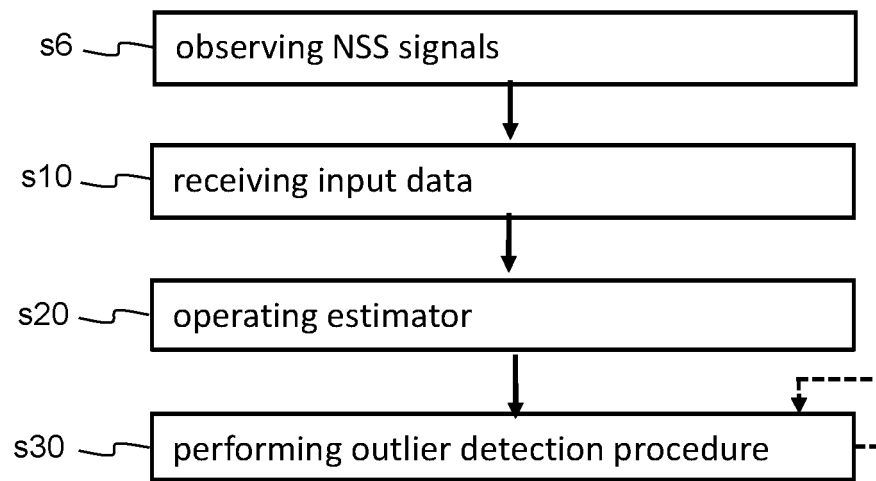 s6 observing NSS signals
s10 receiving input data
s20 operating estimator
s30 performing outlier detection procedure